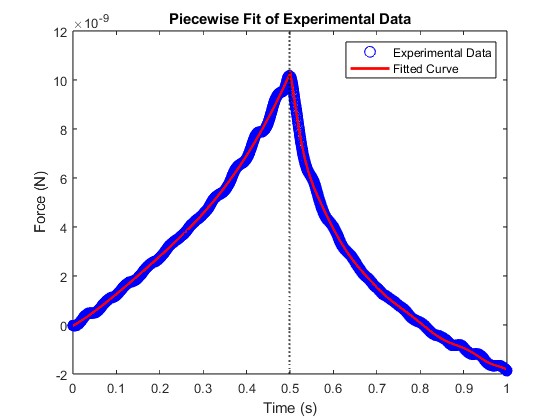 Piecewise Fit of Experimental Data
×10⁻⁹
12
10
8
6
4
2
0
-2
Force (N)
Experimental Data
Fitted Curve
0 0.1 0.2 0.3 0.4 0.5 0.6 0.7 0.8 0.9 1
Time (s)